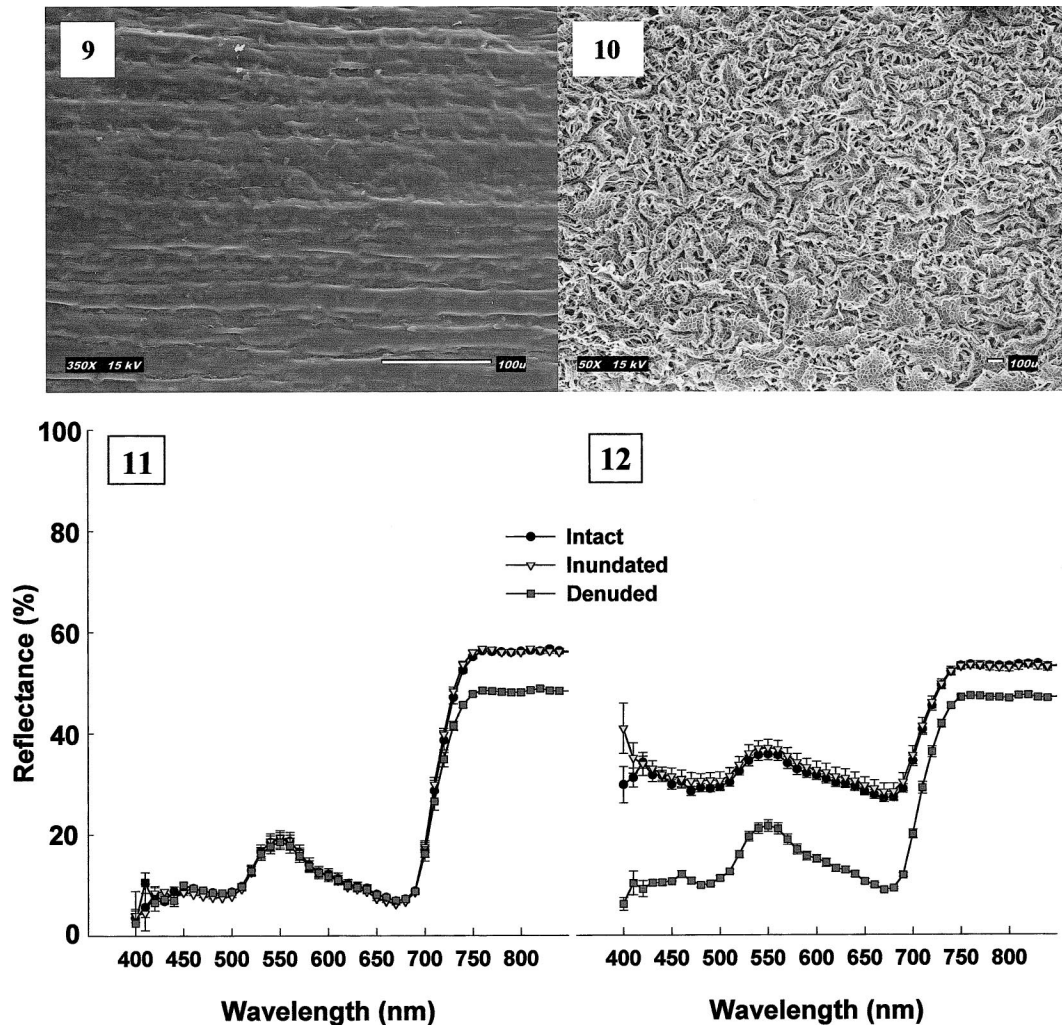 9
10
350X 15 kV
100u
50X 15 kV
100u
11
12
Intact
Inundated
Denuded
Reflectance (%)
100
80
60
40
20
0
400 450 500 550 600 650 700 750 800
400 450 500 550 600 650 700 750 800
Wavelength (nm)
Wavelength (nm)